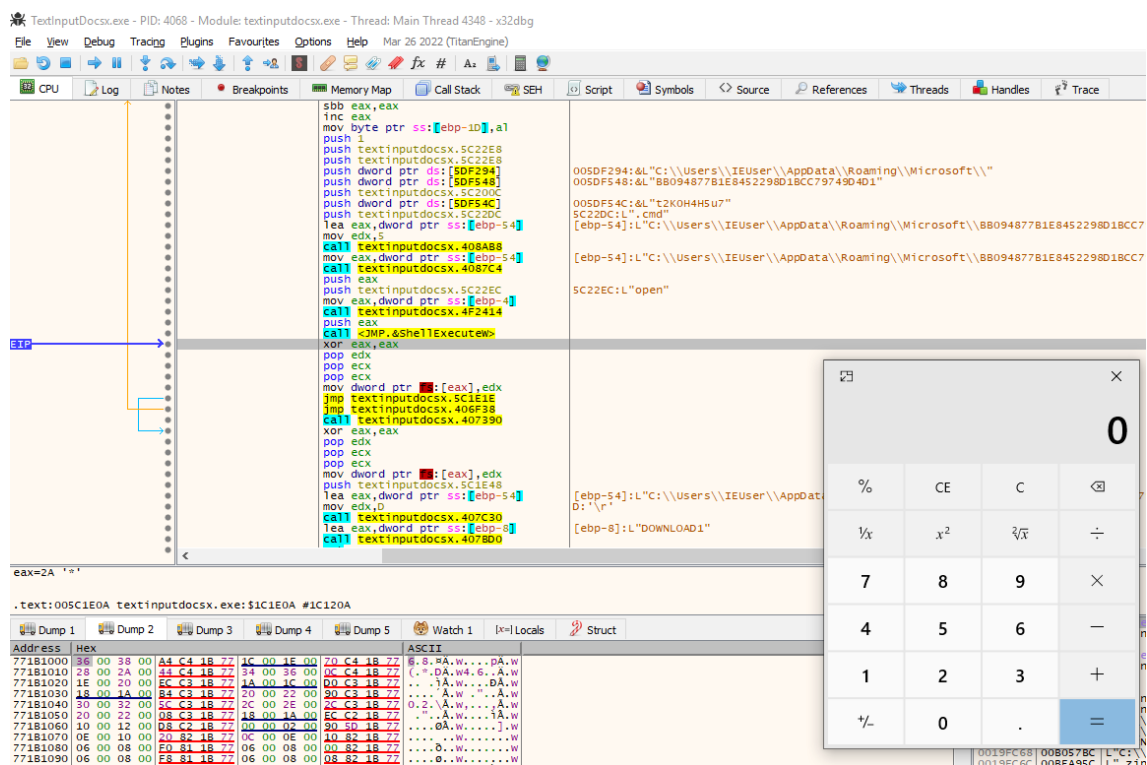 TextInputDocsx.exe - PID: 4068 - Module: textinputdocsx.exe - Thread: Main Thread 4348 - x32dbg
File View Debug Tracing Plugins Favourites Options Help Mar 26 2022 (TitanEngine)
CPU Log Notes Breakpoints Memory Map Call Stack SEH Script Symbols Source References Threads Handles Trace
sbb eax,eax
inc eax
mov byte ptr ss:[ebp-1D],al
push 1
push textinputdocsx.5C22E8
push textinputdocsx.5C22E8
push dword ptr ds:[5DF294] 005DF294:&L"C:\\Users\\IEUser\\AppData\\Roaming\\Microsoft\\"
push dword ptr ds:[5DF548] 005DF548:&L"BB094877B1E8452298D1BCC79749D4D1"
push textinputdocsx.5C200C
push dword ptr ds:[5DF54C] 005DF54C:&L"t2K0H4H5u7"
push textinputdocsx.5C22DC 5C22DC:L".cmd"
lea eax,dword ptr ss:[ebp-54] [ebp-54]:L"C:\\Users\\IEUser\\AppData\\Roaming\\Microsoft\\BB094877B1E8452298D1BCC7
mov edx,5
call textinputdocsx.408AB8
mov eax,dword ptr ss:[ebp-54] [ebp-54]:L"C:\\Users\\IEUser\\AppData\\Roaming\\Microsoft\\BB094877B1E8452298D1BCC7
call textinputdocsx.4087C4
push eax
push textinputdocsx.5C22EC 5C22EC:L"open"
mov eax,dword ptr ss:[ebp-4]
call textinputdocsx.4F2414
push eax
call <JMP.&ShellExecuteW>
EIP xor eax,eax
pop edx
pop ecx
pop ecx
mov dword ptr fs:[eax],edx
jmp textinputdocsx.5C1E1E
jmp textinputdocsx.406F38
call textinputdocsx.407390
xor eax,eax
pop edx
pop ecx
pop ecx
mov dword ptr fs:[eax],edx
push textinputdocsx.5C1E48
lea eax,dword ptr ss:[ebp-54] [ebp-54]:L"C:\\Users\\IEUser\\AppData
mov edx,D D:'\r'
call textinputdocsx.407C30
lea eax,dword ptr ss:[ebp-8] [ebp-8]:L"DOWNLOAD1"
call textinputdocsx.407BD0
eax=2A '*'
.text:005C1E0A textinputdocsx.exe:$1C1E0A #1C120A
Dump 1 Dump 2 Dump 3 Dump 4 Dump 5 Watch 1 [x=] Locals Struct
Address Hex ASCII
771B1000 36 00 38 00 A4 C4 1B 77 1C 00 1E 00 70 C4 1B 77 6.8.¤Ä.w....pÄ.w
771B1010 28 00 2A 00 44 C4 1B 77 34 00 36 00 0C C4 1B 77 (.*.DÄ.w4.6..Ä.w
771B1020 1E 00 20 00 EC C3 1B 77 1A 00 1C 00 D0 C3 1B 77 .. .ìÃ.w....ÐÃ.w
771B1030 18 00 1A 00 B4 C3 1B 77 20 00 22 00 90 C3 1B 77 ....´Ã.w ."..Ã.w
771B1040 30 00 32 00 5C C3 1B 77 2C 00 2E 00 2C C3 1B 77 0.2.\Ã.w,...,Ã.w
771B1050 20 00 22 00 08 C3 1B 77 18 00 1A 00 EC C2 1B 77 ."..Ã.w....ìÂ.w
771B1060 10 00 12 00 D8 C2 1B 77 00 00 02 00 90 5D 1B 77 ....ØÂ.w.....].w
771B1070 0E 00 10 00 20 82 1B 77 0C 00 0E 00 10 82 1B 77
771B1080 06 00 08 00 F0 81 1B 77 06 00 08 00 00 82 1B 77
771B1090 06 00 08 00 F8 81 1B 77 06 00 08 00 08 82 1B 77
0
% CE C
¹/x x² ²√x ÷
7 8 9 ×
4 5 6 −
1 2 3 +
+/− 0 . =
0019FC68 00B057BC L"C:\
0019FC6C 00BFA95C L".zip